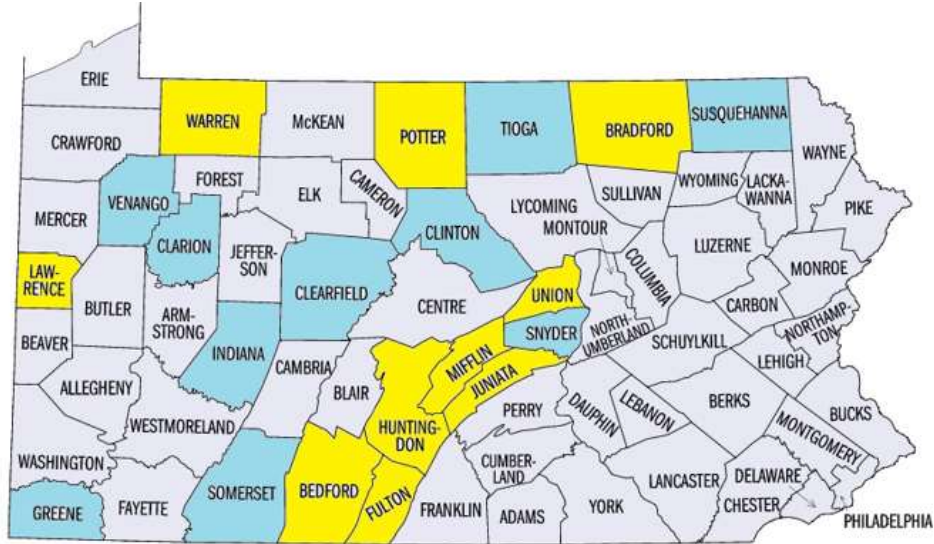 ERIE
WARREN
McKEAN
POTTER
TIOGA
BRADFORD
SUSQUEHANNA
CRAWFORD
WAYNE
FOREST
ELK
CAMERON
SULLIVAN
WYOMING
LACKA-
WANNA
VENANGO
MERCER
LYCOMING
PIKE
CLARION
JEFFER-
SON
CLINTON
MONTOUR
LUZERNE
COLUMBIA
MONROE
LAW-
RENCE
BUTLER
CLEARFIELD
CENTRE
UNION
CARBON
ARM-
STRONG
SNYDER
NORTH-
UMBERLAND
NORTHAMP-
TON
BEAVER
INDIANA
SCHUYLKILL
LEHIGH
CAMBRIA
MIFFLIN
JUNIATA
ALLEGHENY
BLAIR
BERKS
BUCKS
PERRY
DAUPHIN
LEBANON
WESTMORELAND
HUNTING-
DON
MONTGOMERY
WASHINGTON
CUMBER-
LAND
LANCASTER
DELAWARE
SOMERSET
BEDFORD
FULTON
FRANKLIN
ADAMS
YORK
CHESTER
GREENE
FAYETTE
PHILADELPHIA